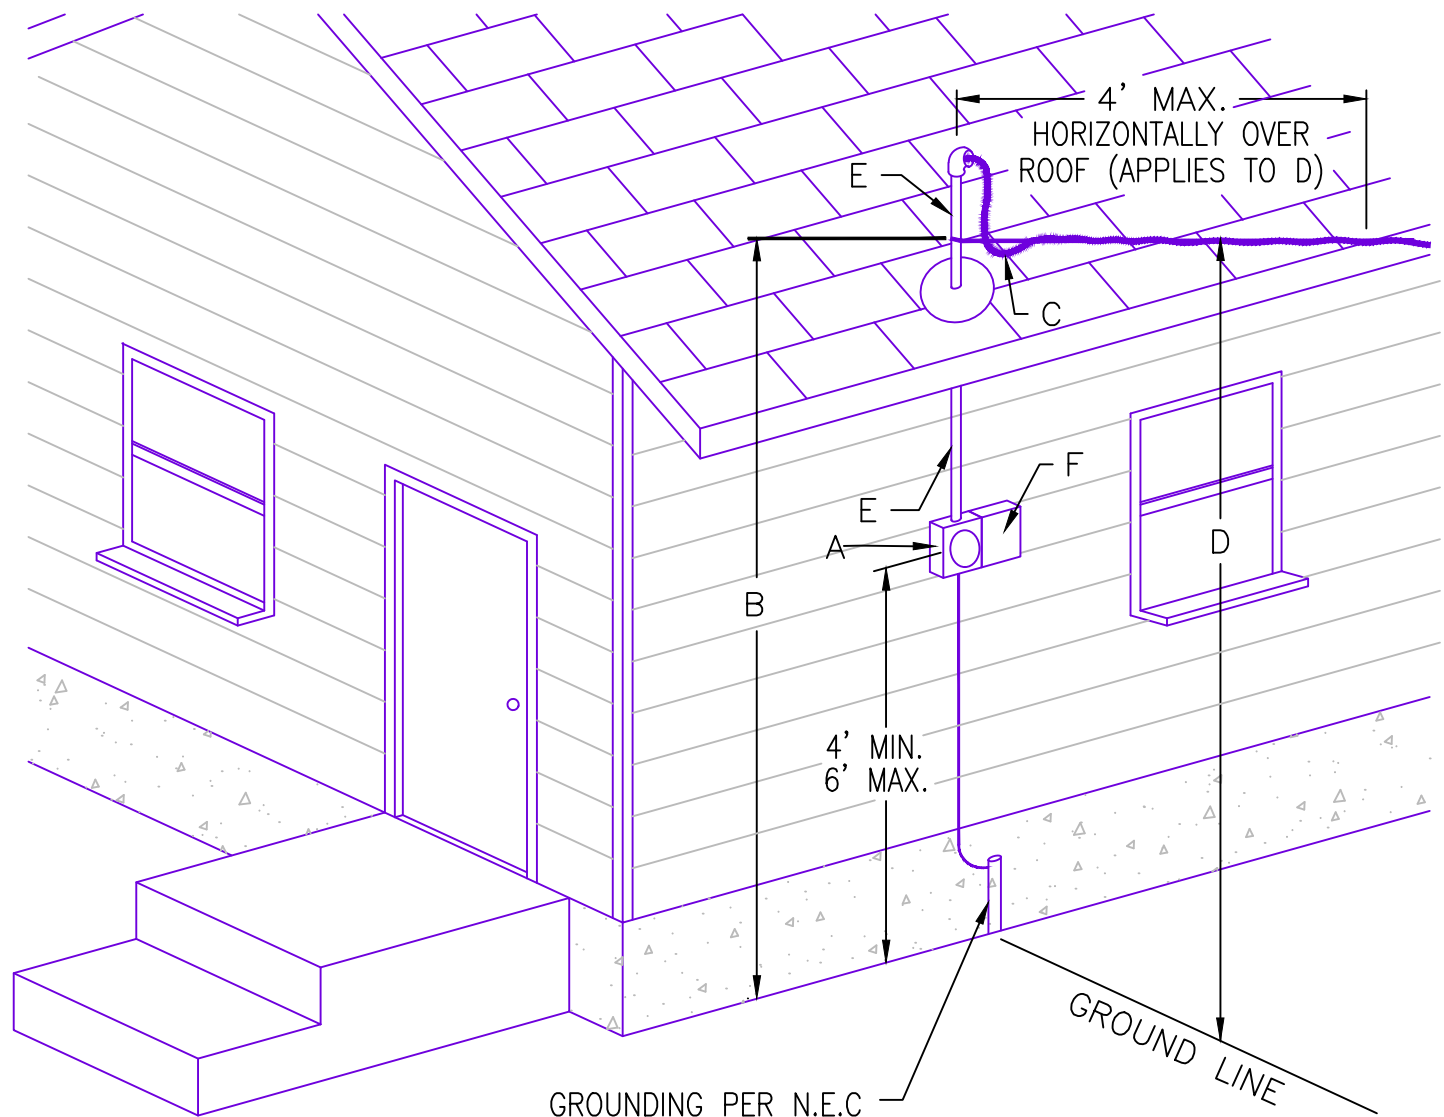 4' MAX.
HORIZONTALLY OVER
ROOF (APPLIES TO D)
E
C
F
E
A
D
B
4' MIN.
6' MAX.
GROUND LINE
GROUNDING PER N.E.C